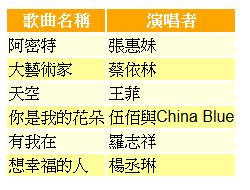 歌曲名稱 演唱者
阿密特 張惠妹
大藝術家 蔡依林
天空 王菲
你是我的花朵 伍佰與China Blue
有我在 羅志祥
想幸福的人 楊丞琳